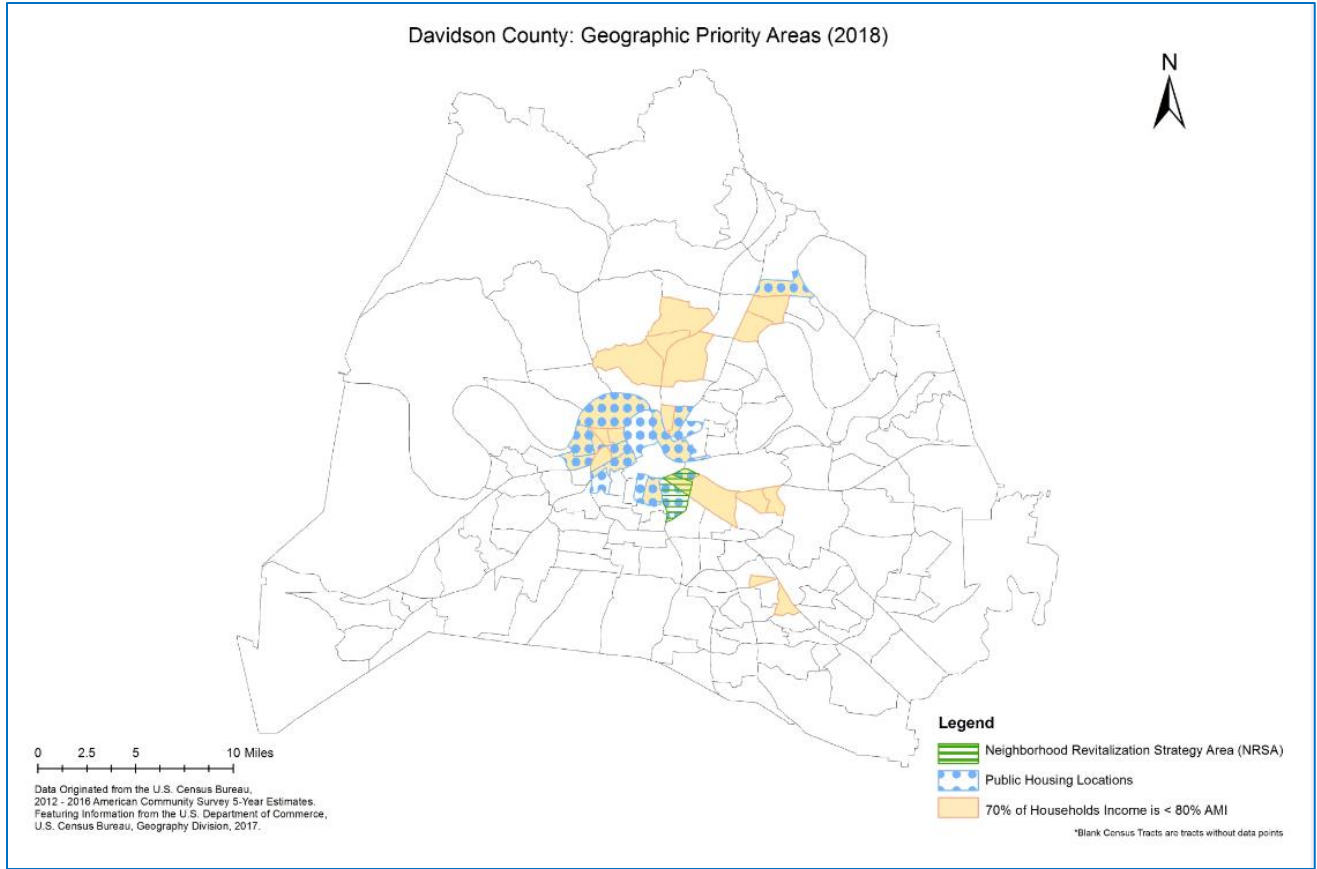 Davidson County: Geographic Priority Areas (2018)
N
0 2.5 5 10 Miles
Data Originated from the U.S. Census Bureau,
2012 - 2016 American Community Survey 5-Year Estimates.
Featuring Information from the U.S. Department of Commerce,
U.S. Census Bureau, Geography Division, 2017.
Legend
Neighborhood Revitalization Strategy Area (NRSA)
Public Housing Locations
70% of Households Income is < 80% AMI
*Blank Census Tracts are tracts without data points